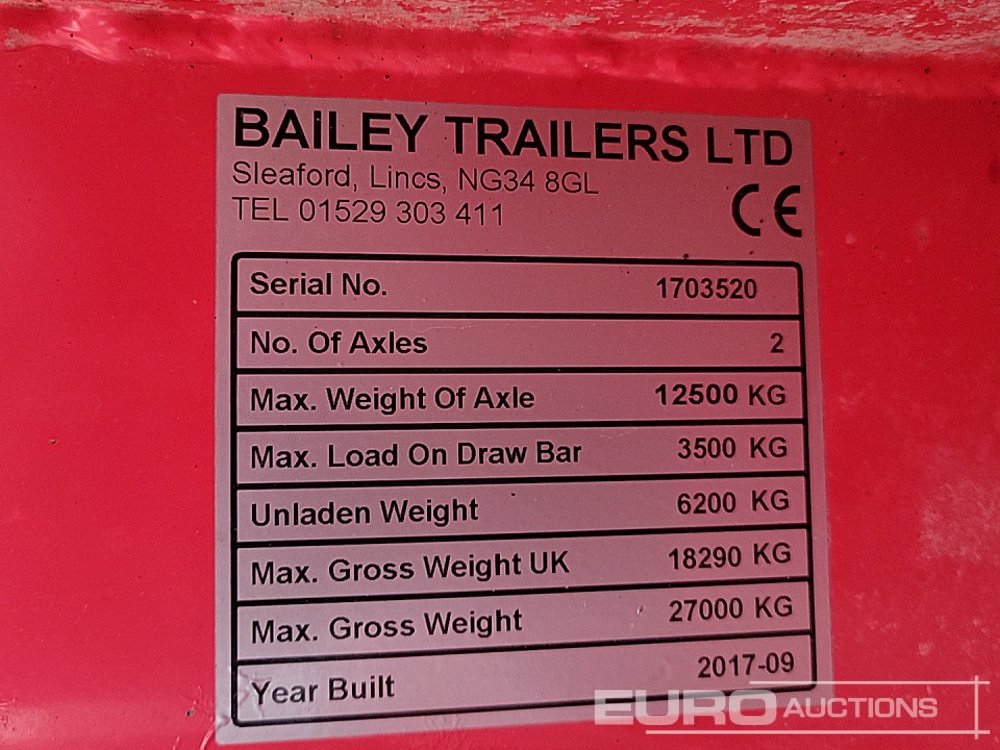 BAILEY TRAILERS LTD
Sleaford, Lincs, NG34 8GL
TEL 01529 303 411
CE
Serial No. 1703520
No. Of Axles 2
Max. Weight Of Axle 12500 KG
Max. Load On Draw Bar 3500 KG
Unladen Weight 6200 KG
Max. Gross Weight UK 18290 KG
Max. Gross Weight 27000 KG
Year Built 2017-09
EURO AUCTIONS